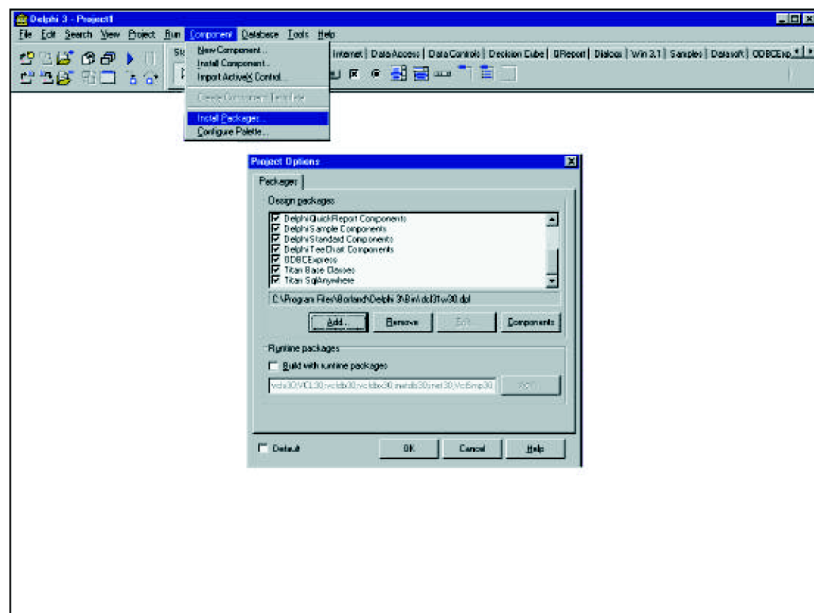 Delphi 3 - Project1
File Edit Search View Project Run Component Database Tools Help
New Component...
Install Component...
Import ActiveX Control...
Create Component Template...
Install Packages...
Configure Palette...
Internet DataAccess DataControls Decision Cube QReport Dialogs Win 3.1 Samples Datasoft ODBCExp
Project Options
Packages
Design packages
Delphi QuickReport Components
Delphi Sample Components
Delphi Standard Components
Delphi TeeChart Components
ODBCExpress
Titan Base Classes
Titan SqlAnywhere
C:\Program Files\Borland\Delphi 3\Bin\dcl31w30.dpl
Add... Remove Edit... Components
Runtime packages
Build with runtime packages
Add...
Default OK Cancel Help